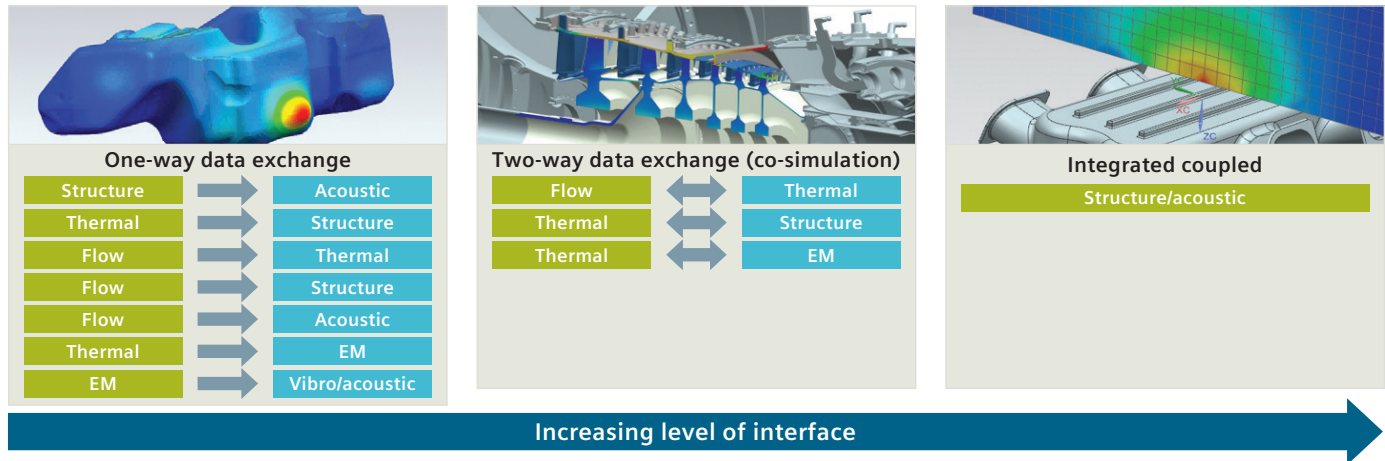 One-way data exchange
Structure Acoustic
Thermal Structure
Flow Thermal
Flow Structure
Flow Acoustic
Thermal EM
EM Vibro/acoustic
Two-way data exchange (co-simulation)
Flow Thermal
Thermal Structure
Thermal EM
XC
ZC
Integrated coupled
Structure/acoustic
Increasing level of interface